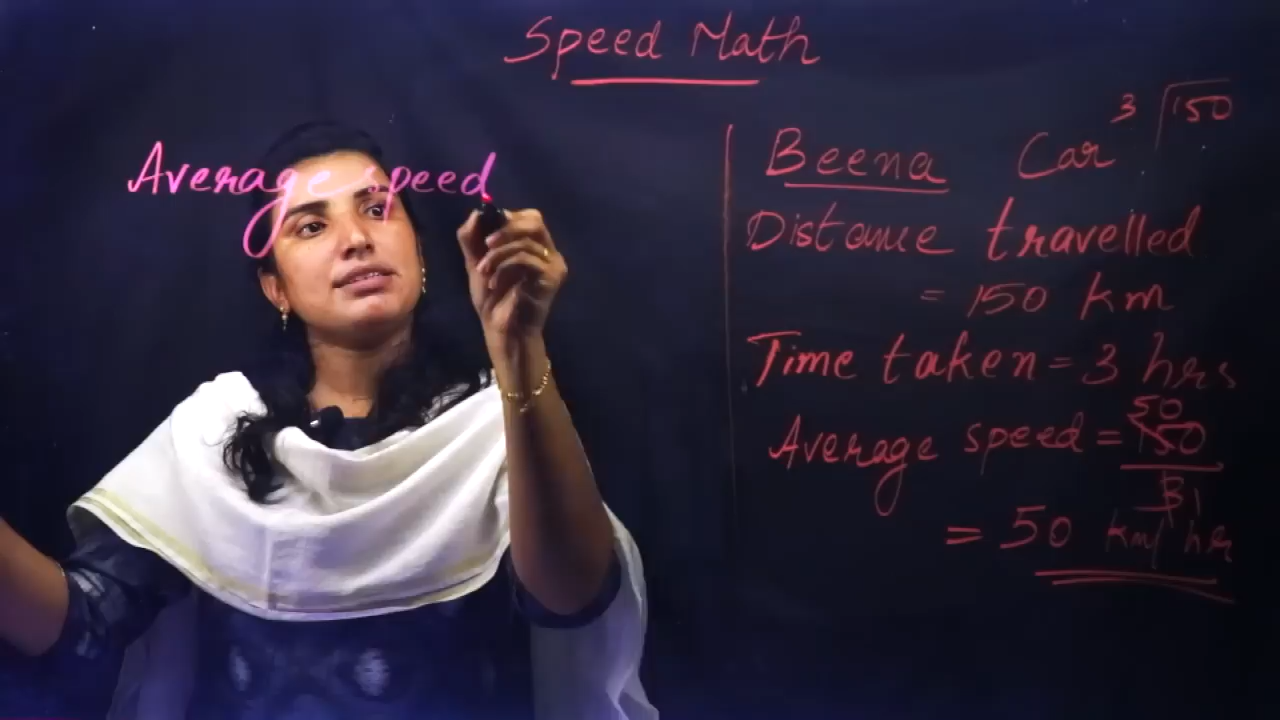 Speed Math
Average speed
Beena Car 3 150
Distance travelled
= 150 km
Time taken = 3 hrs
50
Average speed = 150
3 1
= 50 km/hr